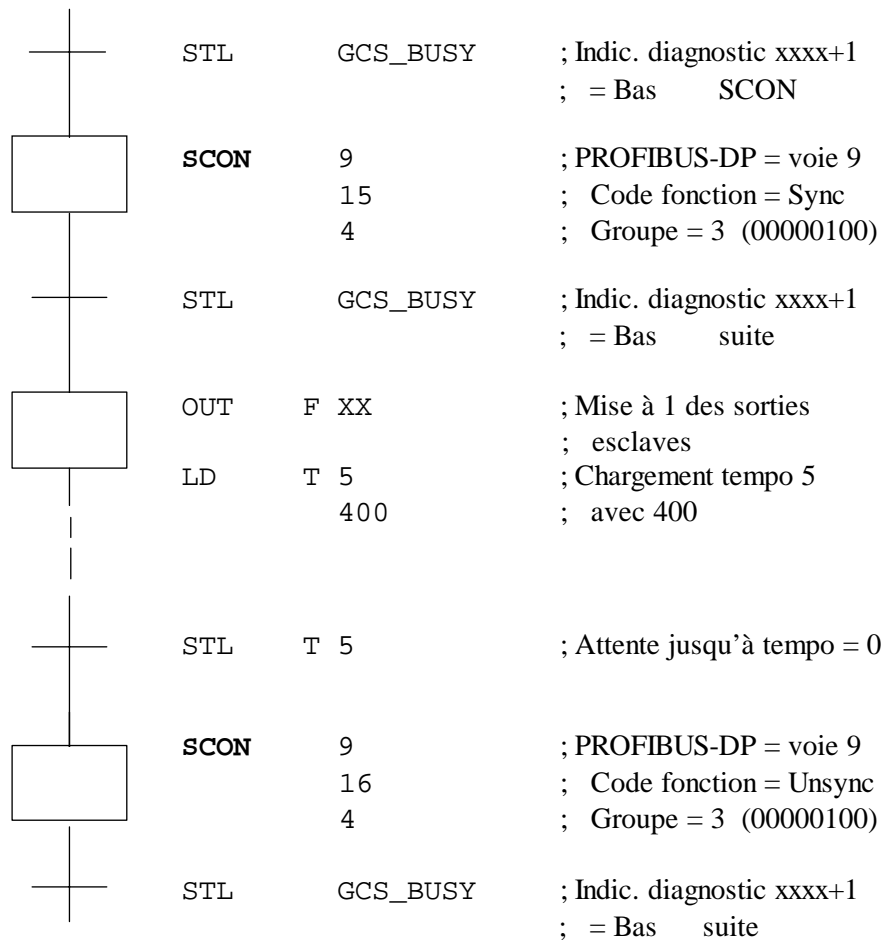 STL GCS_BUSY ; Indic. diagnostic xxxx+1
; = Bas SCON
SCON 9 ; PROFIBUS-DP = voie 9
15 ; Code fonction = Sync
4 ; Groupe = 3 (00000100)
STL GCS_BUSY ; Indic. diagnostic xxxx+1
; = Bas suite
OUT F XX ; Mise à 1 des sorties
; esclaves
LD T 5 ; Chargement tempo 5
400 ; avec 400
STL T 5 ; Attente jusqu’à tempo = 0
SCON 9 ; PROFIBUS-DP = voie 9
16 ; Code fonction = Unsync
4 ; Groupe = 3 (00000100)
STL GCS_BUSY ; Indic. diagnostic xxxx+1
; = Bas suite